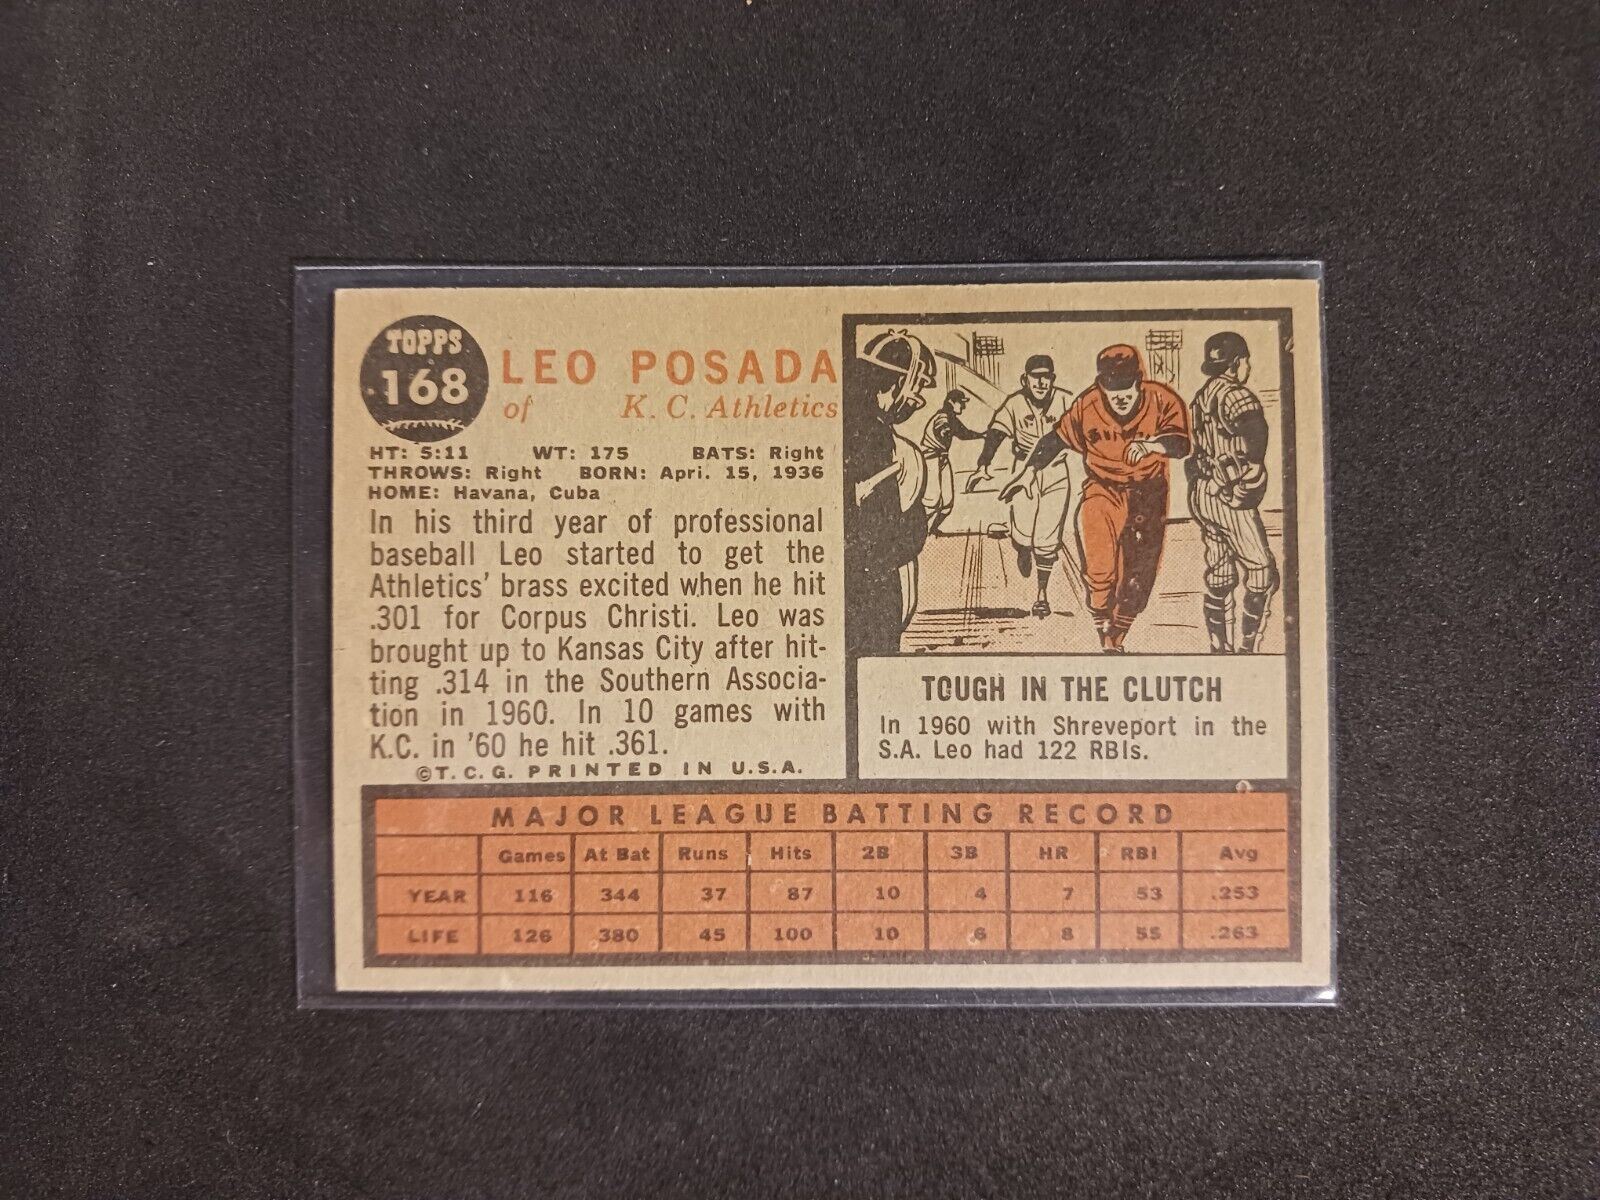 TOPPS
168
LEO POSADA
of K. C. Athletics
HT: 5:11 WT: 175 BATS: Right
THROWS: Right BORN: Apri. 15, 1936
HOME: Havana, Cuba
In his third year of professional
baseball Leo started to get the
Athletics' brass excited when he hit
.301 for Corpus Christi. Leo was
brought up to Kansas City after hit-
ting .314 in the Southern Associa-
tion in 1960. In 10 games with
K.C. in '60 he hit .361.
©T. C. G. PRINTED IN U.S.A.
TOUGH IN THE CLUTCH
In 1960 with Shreveport in the
S.A. Leo had 122 RBIs.
MAJOR LEAGUE BATTING RECORD
Games At Bat Runs Hits 2B 3B HR RBI Avg
YEAR 116 344 37 87 10 4 7 53 .253
LIFE 126 380 45 100 10 6 8 55 .263